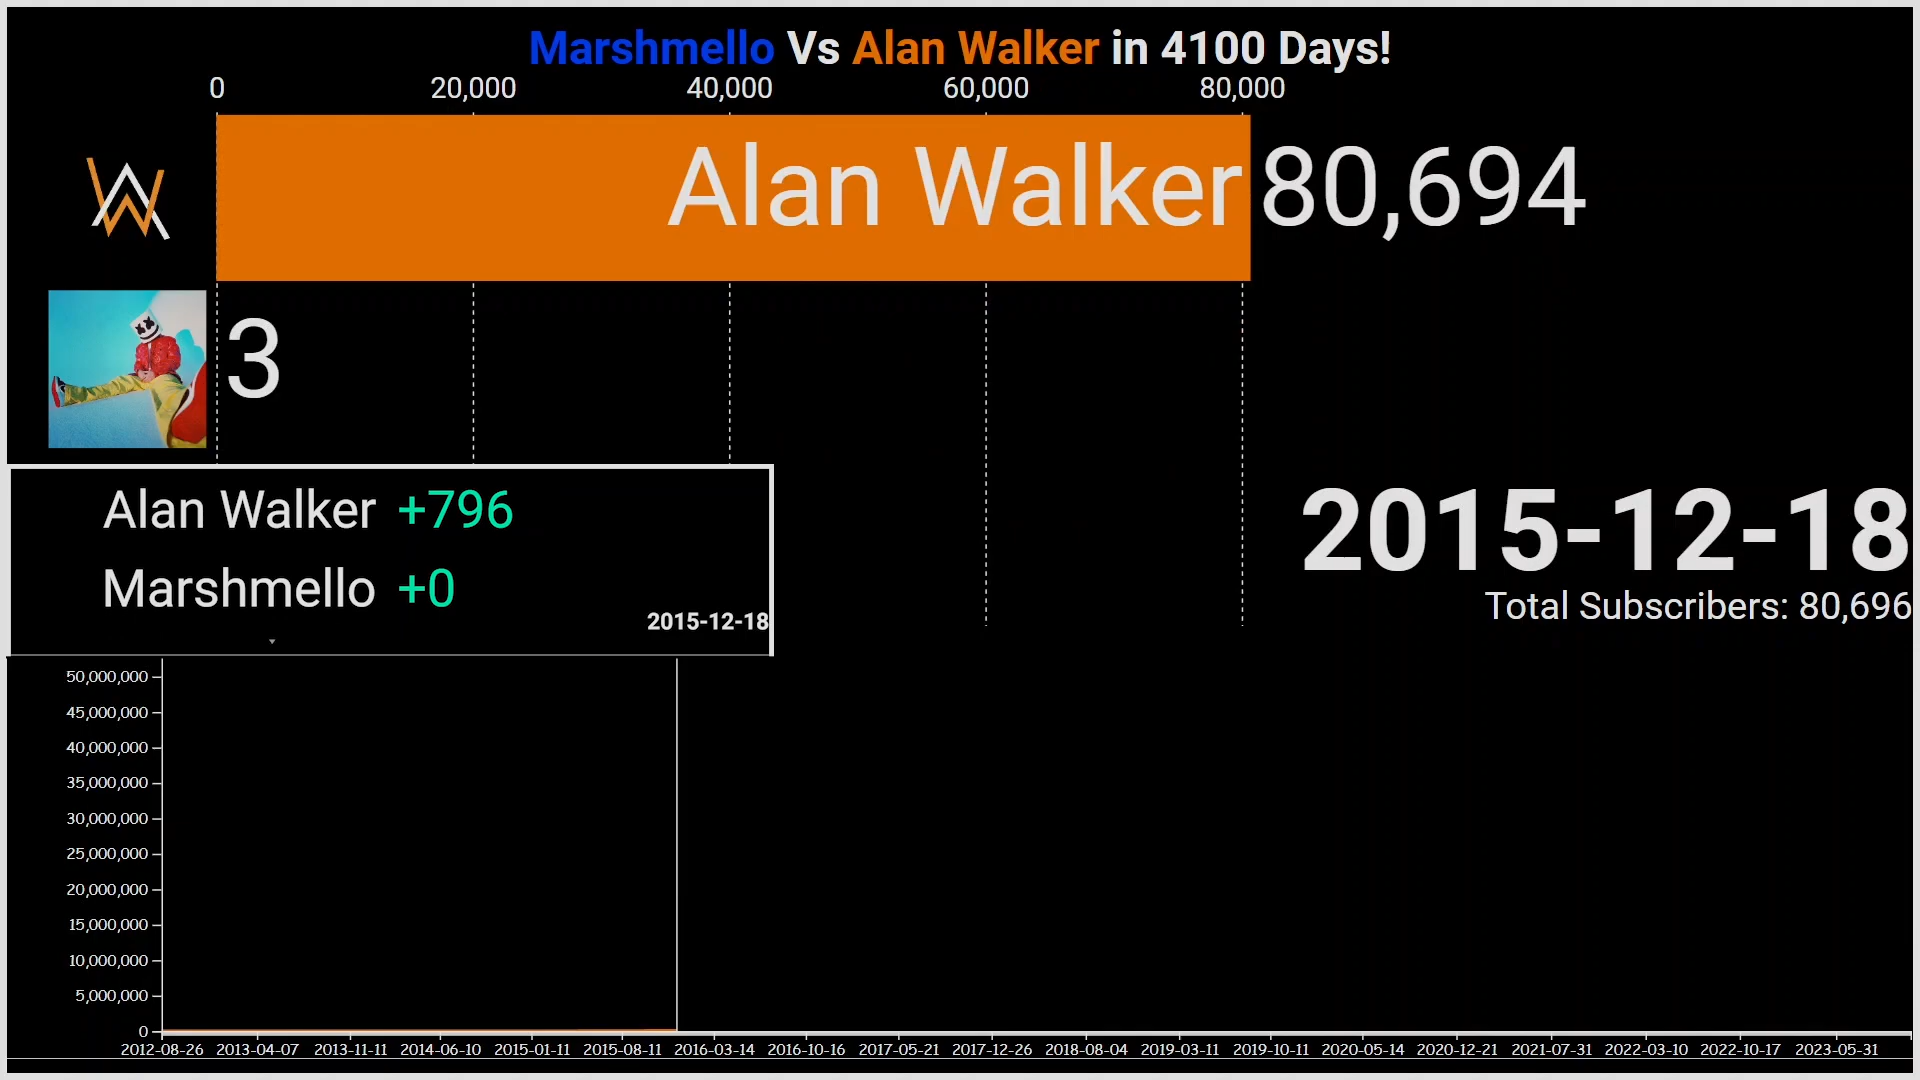 Marshmello Vs Alan Walker in 4100 Days!
0 20,000 40,000 60,000 80,000
Alan Walker 80,694
3
Alan Walker +796
Marshmello +0
2015-12-18
2015-12-18
Total Subscribers: 80,696
50,000,000
45,000,000
40,000,000
35,000,000
30,000,000
25,000,000
20,000,000
15,000,000
10,000,000
5,000,000
0
2012-08-26 2013-04-07 2013-11-11 2014-06-10 2015-01-11 2015-08-11 2016-03-14 2016-10-16 2017-05-21 2017-12-26 2018-08-04 2019-03-11 2019-10-11 2020-05-14 2020-12-21 2021-07-31 2022-03-10 2022-10-17 2023-05-31